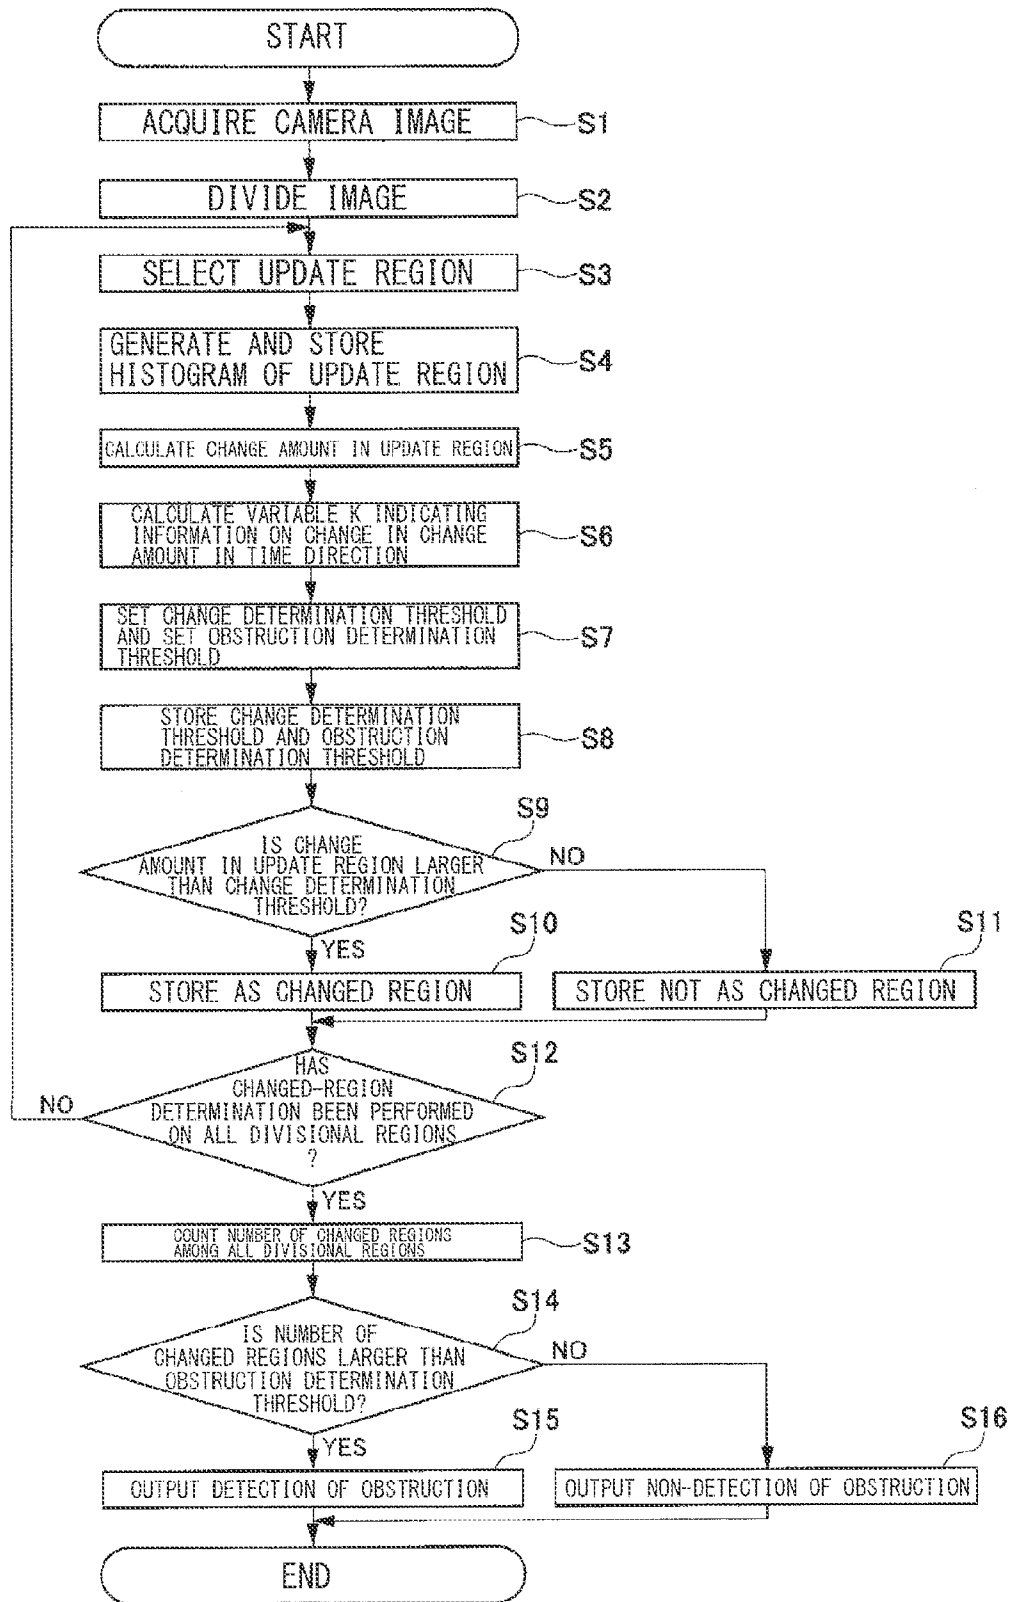 START
ACQUIRE CAMERA IMAGE
S1
DIVIDE IMAGE
S2
SELECT UPDATE REGION
S3
GENERATE AND STORE
HISTOGRAM OF UPDATE REGION
S4
CALCULATE CHANGE AMOUNT IN UPDATE REGION
S5
CALCULATE VARIABLE K INDICATING
INFORMATION ON CHANGE IN CHANGE
AMOUNT IN TIME DIRECTION
S6
SET CHANGE DETERMINATION THRESHOLD
AND SET OBSTRUCTION DETERMINATION
THRESHOLD
S7
STORE CHANGE DETERMINATION
THRESHOLD AND OBSTRUCTION
DETERMINATION THRESHOLD
S8
S9
IS CHANGE
AMOUNT IN UPDATE REGION LARGER
THAN CHANGE DETERMINATION
THRESHOLD?
NO
YES
S10
STORE AS CHANGED REGION
S11
STORE NOT AS CHANGED REGION
S12
HAS
CHANGED-REGION
DETERMINATION BEEN PERFORMED
ON ALL DIVISIONAL REGIONS
?
NO
YES
COUNT NUMBER OF CHANGED REGIONS
AMONG ALL DIVISIONAL REGIONS
S13
S14
IS NUMBER OF
CHANGED REGIONS LARGER THAN
OBSTRUCTION DETERMINATION
THRESHOLD?
NO
YES
S15
OUTPUT DETECTION OF OBSTRUCTION
S16
OUTPUT NON-DETECTION OF OBSTRUCTION
END